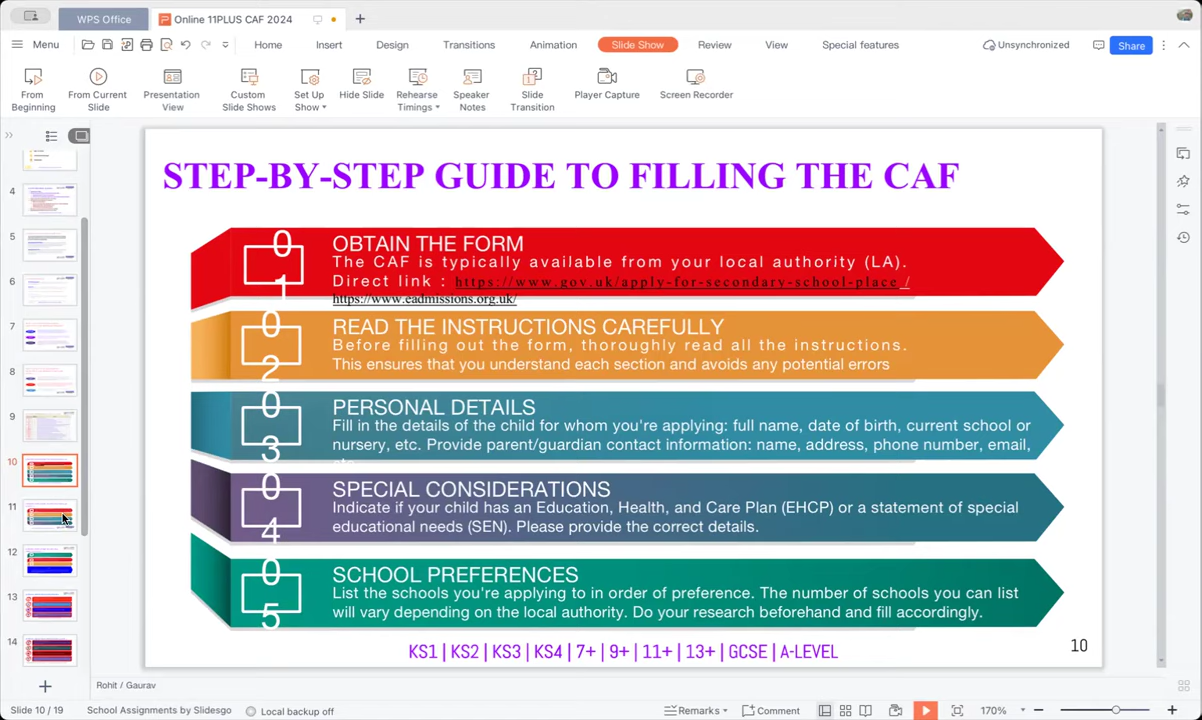 WPS Office
Online 11PLUS CAF 2024
Menu
Home
Insert
Design
Transitions
Animation
Slide Show
Review
View
Special features
Unsynchronized
Share
From
Beginning
From Current
Slide
Presentation
View
Custom
Slide Shows
Set Up
Show
Hide Slide
Rehearse
Timings
Speaker
Notes
Slide
Transition
Player Capture
Screen Recorder
4
5
6
7
8
9
10
11
12
13
14
STEP-BY-STEP GUIDE TO FILLING THE CAF
01
OBTAIN THE FORM
The CAF is typically available from your local authority (LA).
Direct link : https://www.gov.uk/apply-for-secondary-school-place /
https://www.eadmissions.org.uk/
02
READ THE INSTRUCTIONS CAREFULLY
Before filling out the form, thoroughly read all the instructions.
This ensures that you understand each section and avoids any potential errors
03
PERSONAL DETAILS
Fill in the details of the child for whom you're applying: full name, date of birth, current school or
nursery, etc. Provide parent/guardian contact information: name, address, phone number, email,
04
SPECIAL CONSIDERATIONS
Indicate if your child has an Education, Health, and Care Plan (EHCP) or a statement of special
educational needs (SEN). Please provide the correct details.
05
SCHOOL PREFERENCES
List the schools you're applying to in order of preference. The number of schools you can list
will vary depending on the local authority. Do your research beforehand and fill accordingly.
KS1 | KS2 | KS3 | KS4 | 7+ | 9+ | 11+ | 13+ | GCSE | A-LEVEL
10
Rohit / Gaurav
Slide 10 / 19
School Assignments by Slidesgo
Local backup off
Remarks
Comment
170%